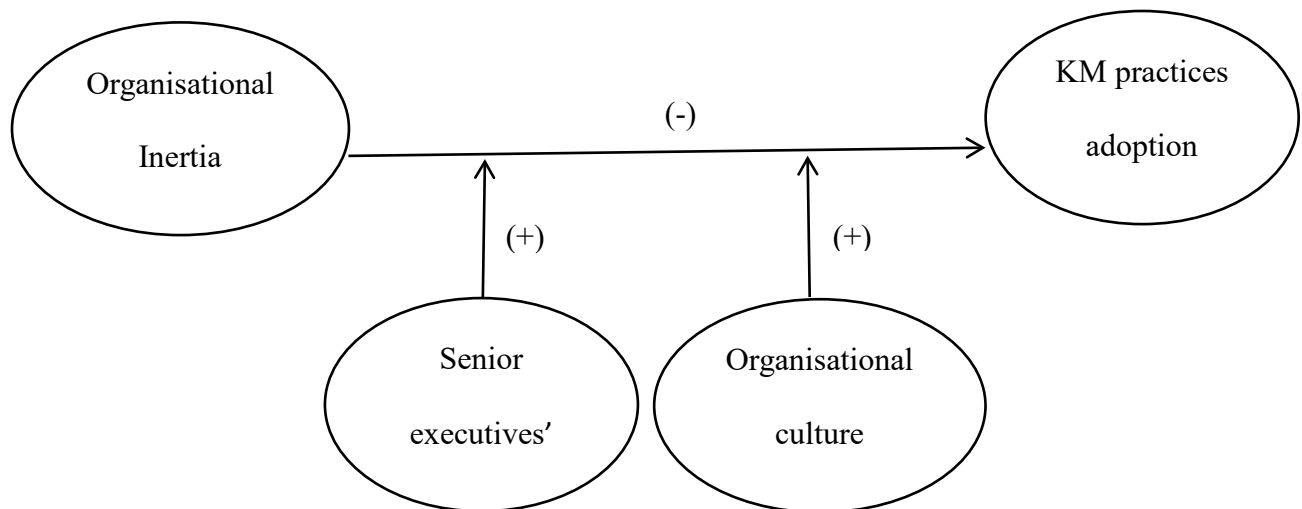 Organisational
Inertia
(-)
KM practices
adoption
(+)
(+)
Senior
executives’
Organisational
culture